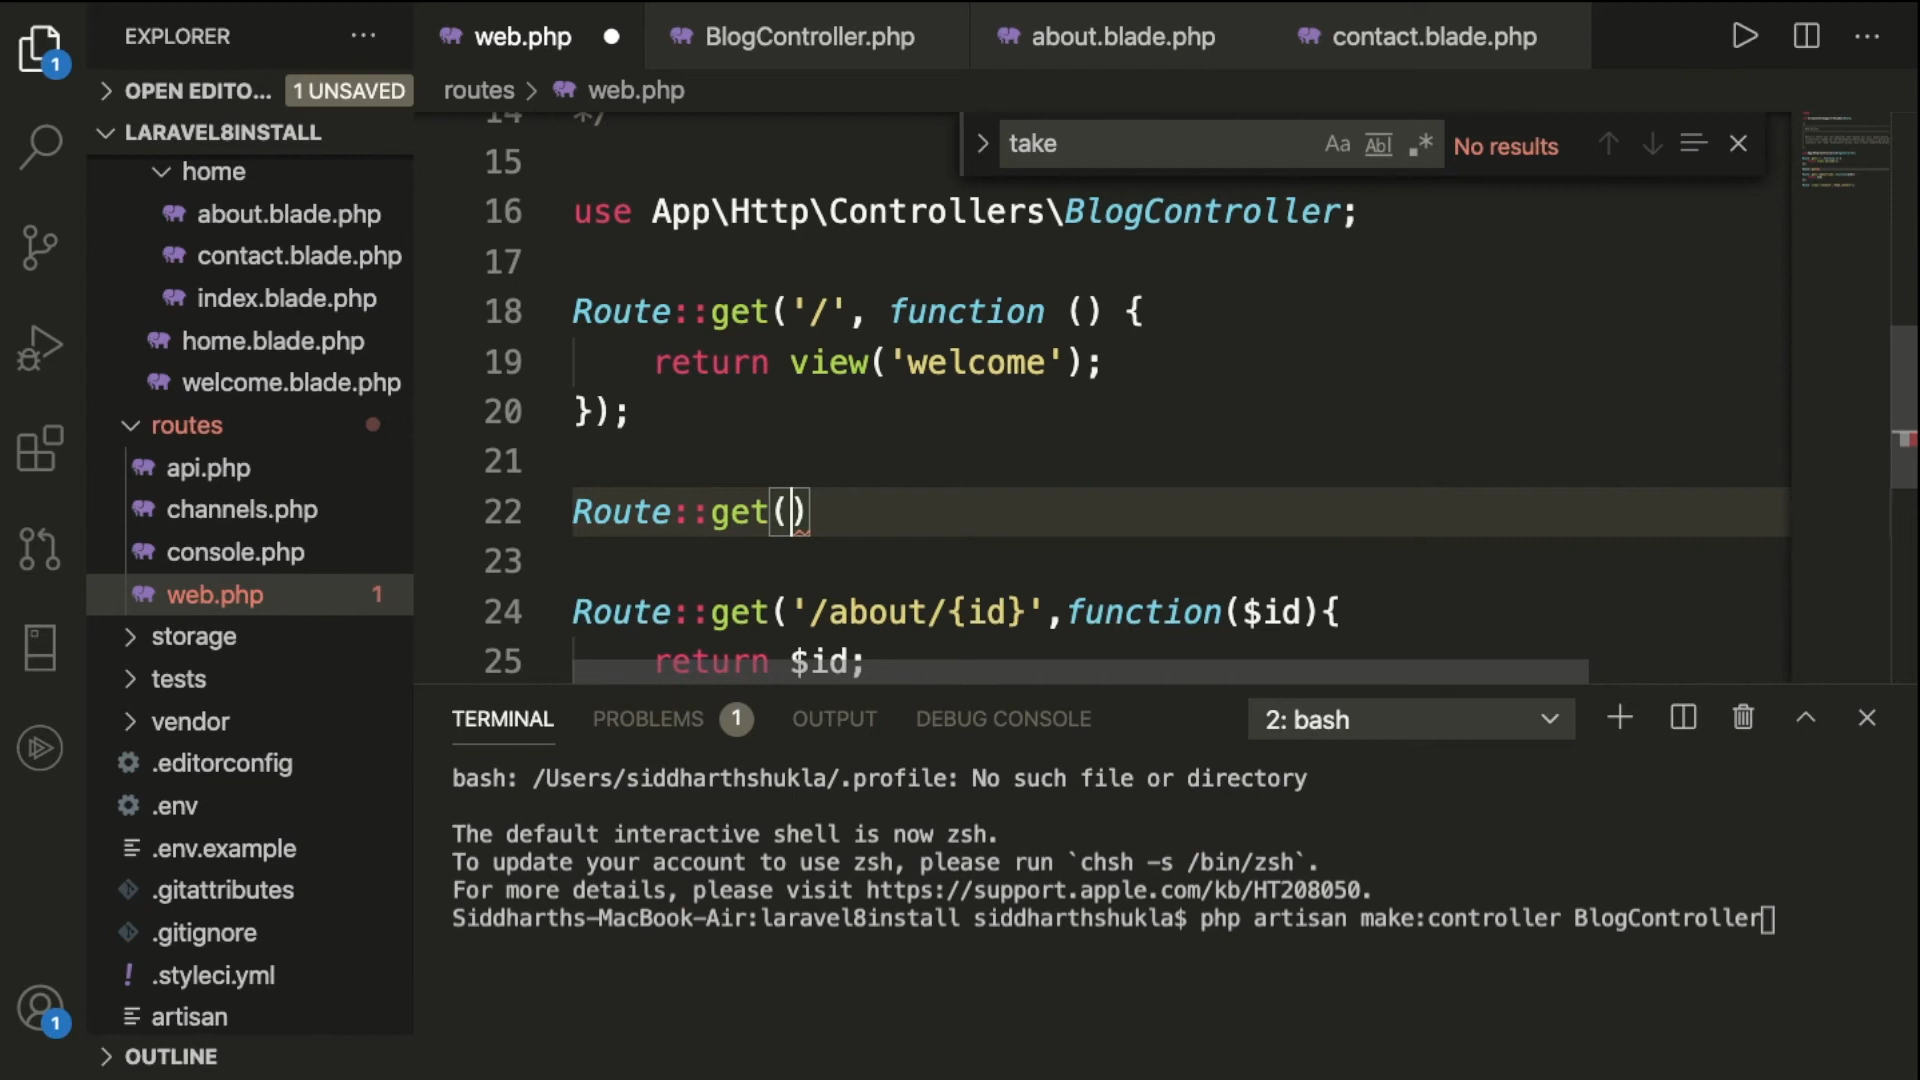 EXPLORER
web.php
BlogController.php
about.blade.php
contact.blade.php
1
OPEN EDITO... 1 UNSAVED
routes > web.php
LARAVEL8INSTALL
home
about.blade.php
contact.blade.php
index.blade.php
home.blade.php
welcome.blade.php
routes
api.php
channels.php
console.php
web.php 1
storage
tests
vendor
.editorconfig
.env
.env.example
.gitattributes
.gitignore
.styleci.yml
artisan
OUTLINE
1
take Aa Abl .* No results
14 */
15
16 use App\Http\Controllers\BlogController;
17
18 Route::get('/', function () {
19 return view('welcome');
20 });
21
22 Route::get()
23
24 Route::get('/about/{id}',function($id){
25 return $id;
TERMINAL PROBLEMS 1 OUTPUT DEBUG CONSOLE 2: bash
bash: /Users/siddharthshukla/.profile: No such file or directory
The default interactive shell is now zsh.
To update your account to use zsh, please run `chsh -s /bin/zsh`.
For more details, please visit https://support.apple.com/kb/HT208050.
Siddharths-MacBook-Air:laravel8install siddharthshukla$ php artisan make:controller BlogController